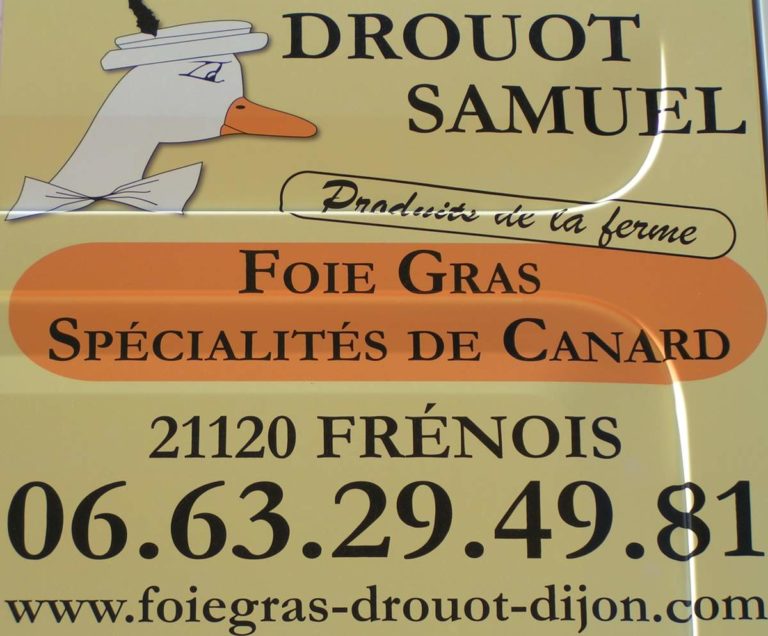 DROUOT
SAMUEL
Produits de la ferme
FOIE GRAS
SPÉCIALITÉS DE CANARD
21120 FRÉNOIS
06.63.29.49.81
www.foiegras-drouot-dijon.com